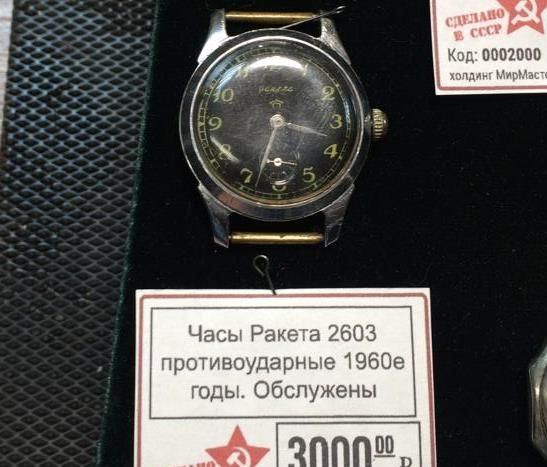 СДЕЛАНО
В СССР
Код: 0002000
холдинг МирМасте
Ракета
10
2
9
3
8
4
7
5
Часы Ракета 2603
противоударные 1960е
годы. Обслужены
3000 00